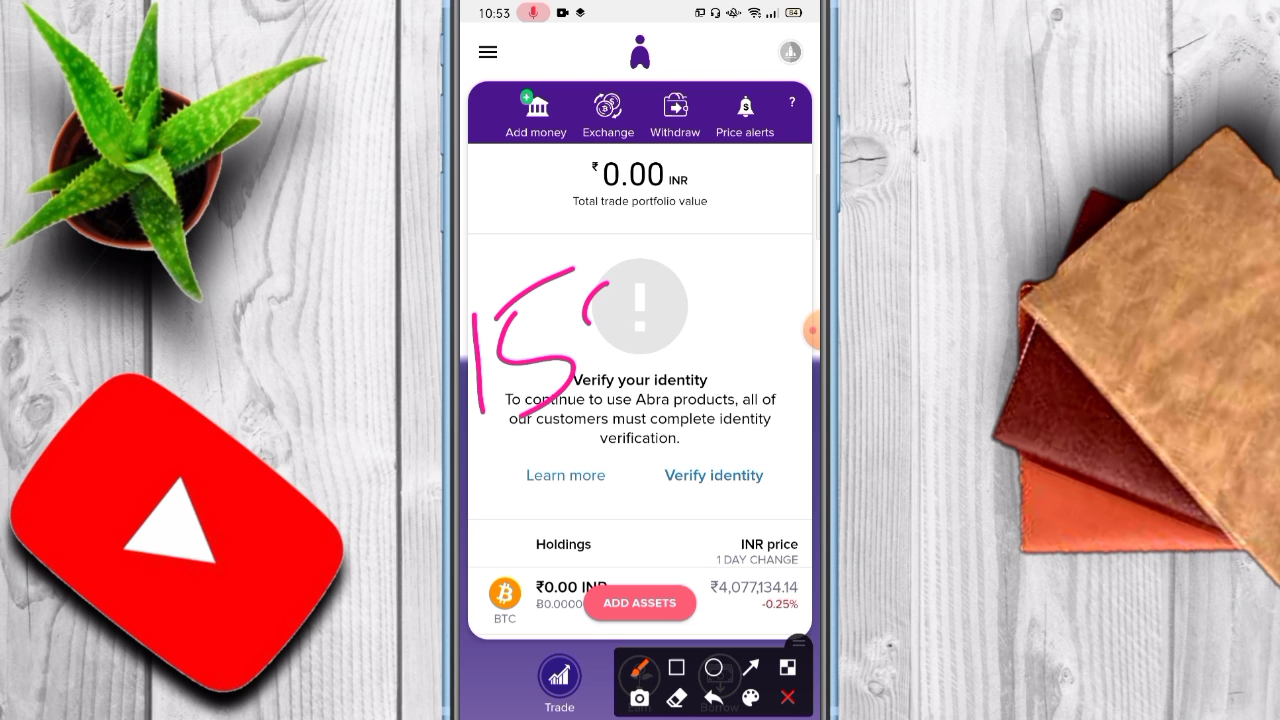 10:53 54
Add money Exchange Withdraw Price alerts ?
₹0.00 INR
Total trade portfolio value
15
Verify your identity
To continue to use Abra products, all of
our customers must complete identity
verification.
Learn more Verify identity
Holdings INR price
1 DAY CHANGE
₹0.00 INR ₹4,077,134.14
Ƀ0.0000 ADD ASSETS -0.25%
BTC
Trade Borrow